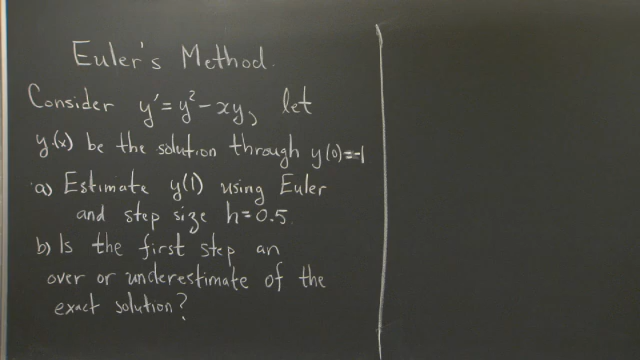 Euler's Method.
Consider y' = y² - xy, let
y(x) be the solution through y(0) = -1
a) Estimate y(1) using Euler
and step size h = 0.5.
b) Is the first step an
over or underestimate of the
exact solution?